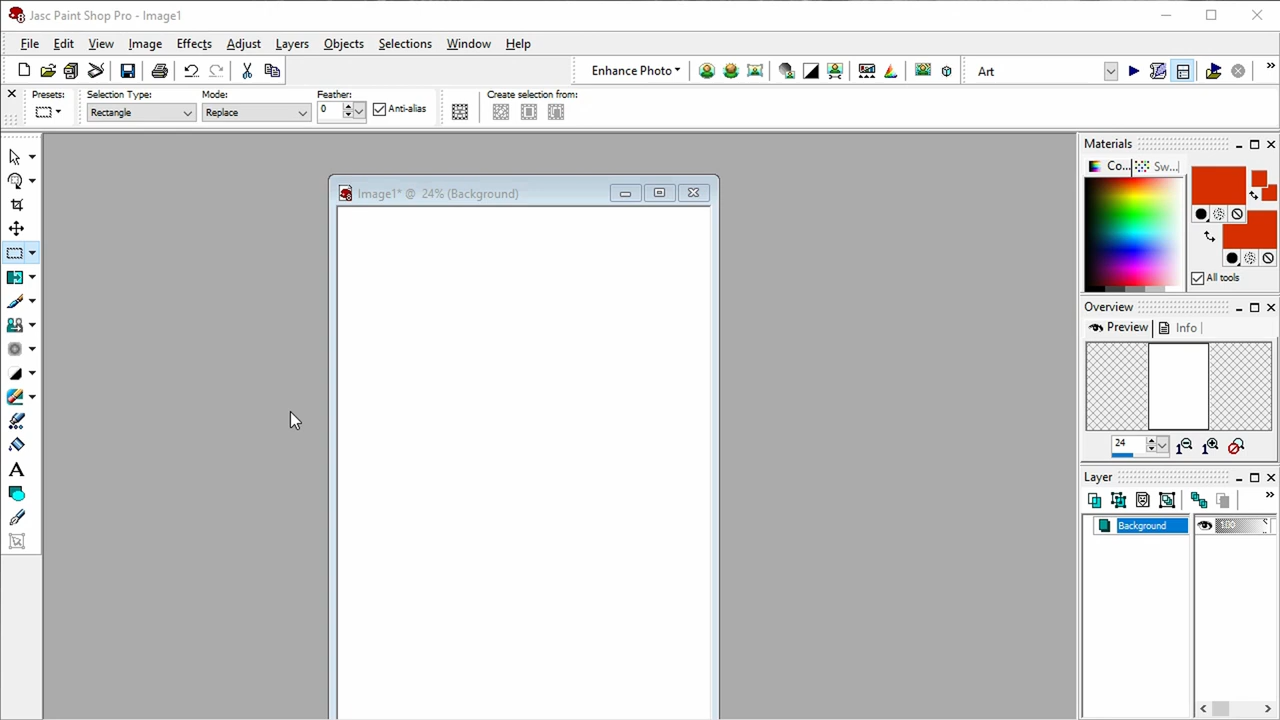 Jasc Paint Shop Pro - Image1
File Edit View Image Effects Adjust Layers Objects Selections Window Help
Enhance Photo Art
Presets: Selection Type: Mode: Feather: Create selection from:
Rectangle Replace 0 Anti-alias
Materials
Co... Sw...
All tools
Image1* @ 24% (Background)
Overview
Preview Info
24
Layer
Background 100